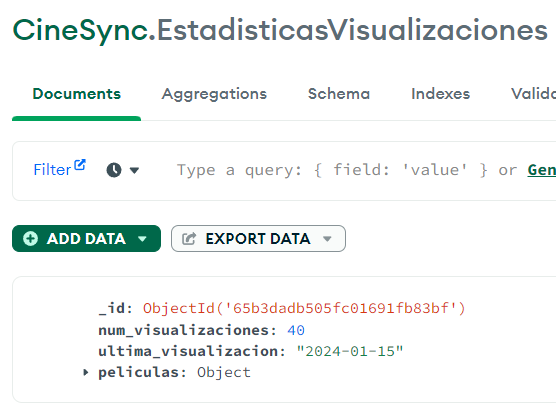 CineSync.EstadisticasVisualizaciones
Documents Aggregations Schema Indexes Valida
Filter Type a query: { field: 'value' } or Gen
ADD DATA EXPORT DATA
_id: ObjectId('65b3dadb505fc01691fb83bf')
num_visualizaciones: 40
ultima_visualizacion: "2024-01-15"
peliculas: Object